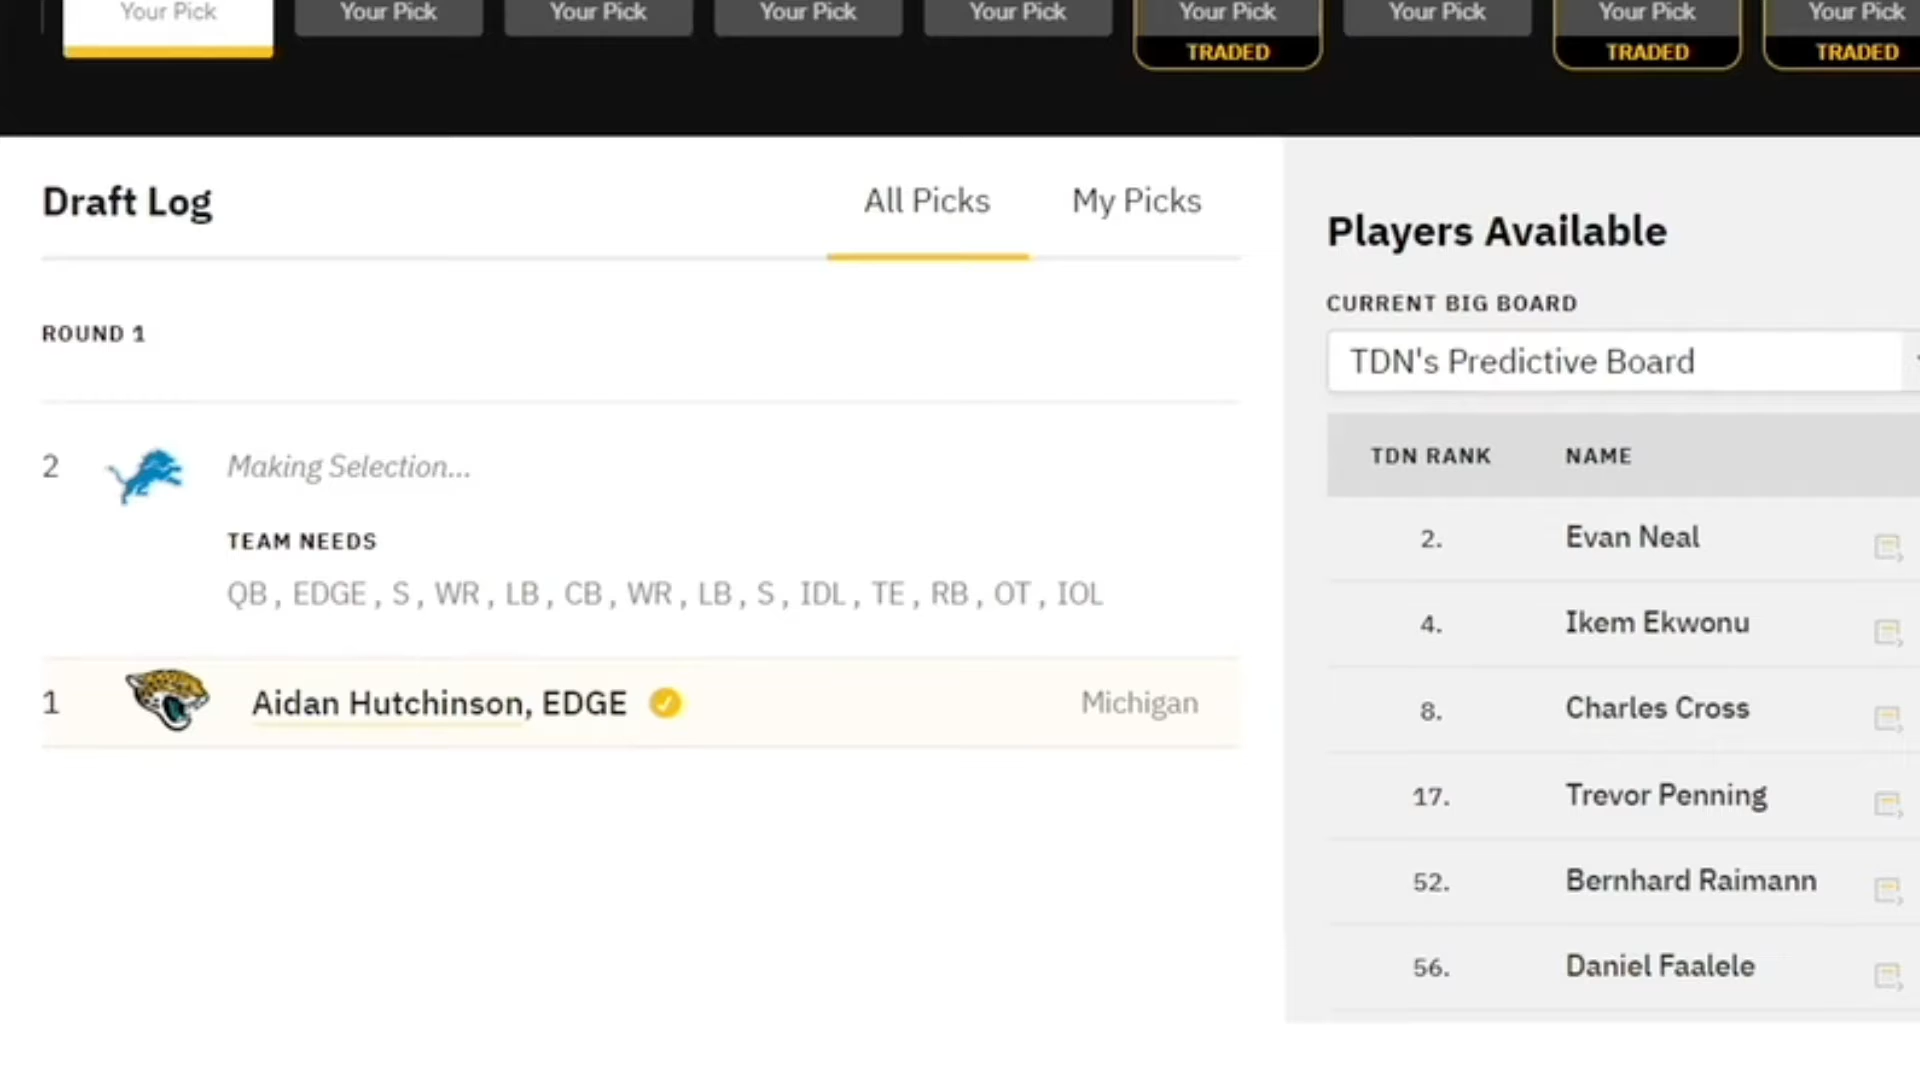 Your Pick Your Pick Your Pick Your Pick Your Pick Your Pick Your Pick Your Pick Your Pick
TRADED TRADED TRADED
Draft Log
All Picks My Picks
ROUND 1
2 Making Selection...
TEAM NEEDS
QB, EDGE, S, WR, LB, CB, WR, LB, S, IDL, TE, RB, OT, IOL
1 Aidan Hutchinson, EDGE Michigan
Players Available
CURRENT BIG BOARD
TDN's Predictive Board
TDN RANK NAME
2. Evan Neal
4. Ikem Ekwonu
8. Charles Cross
17. Trevor Penning
52. Bernhard Raimann
56. Daniel Faalele